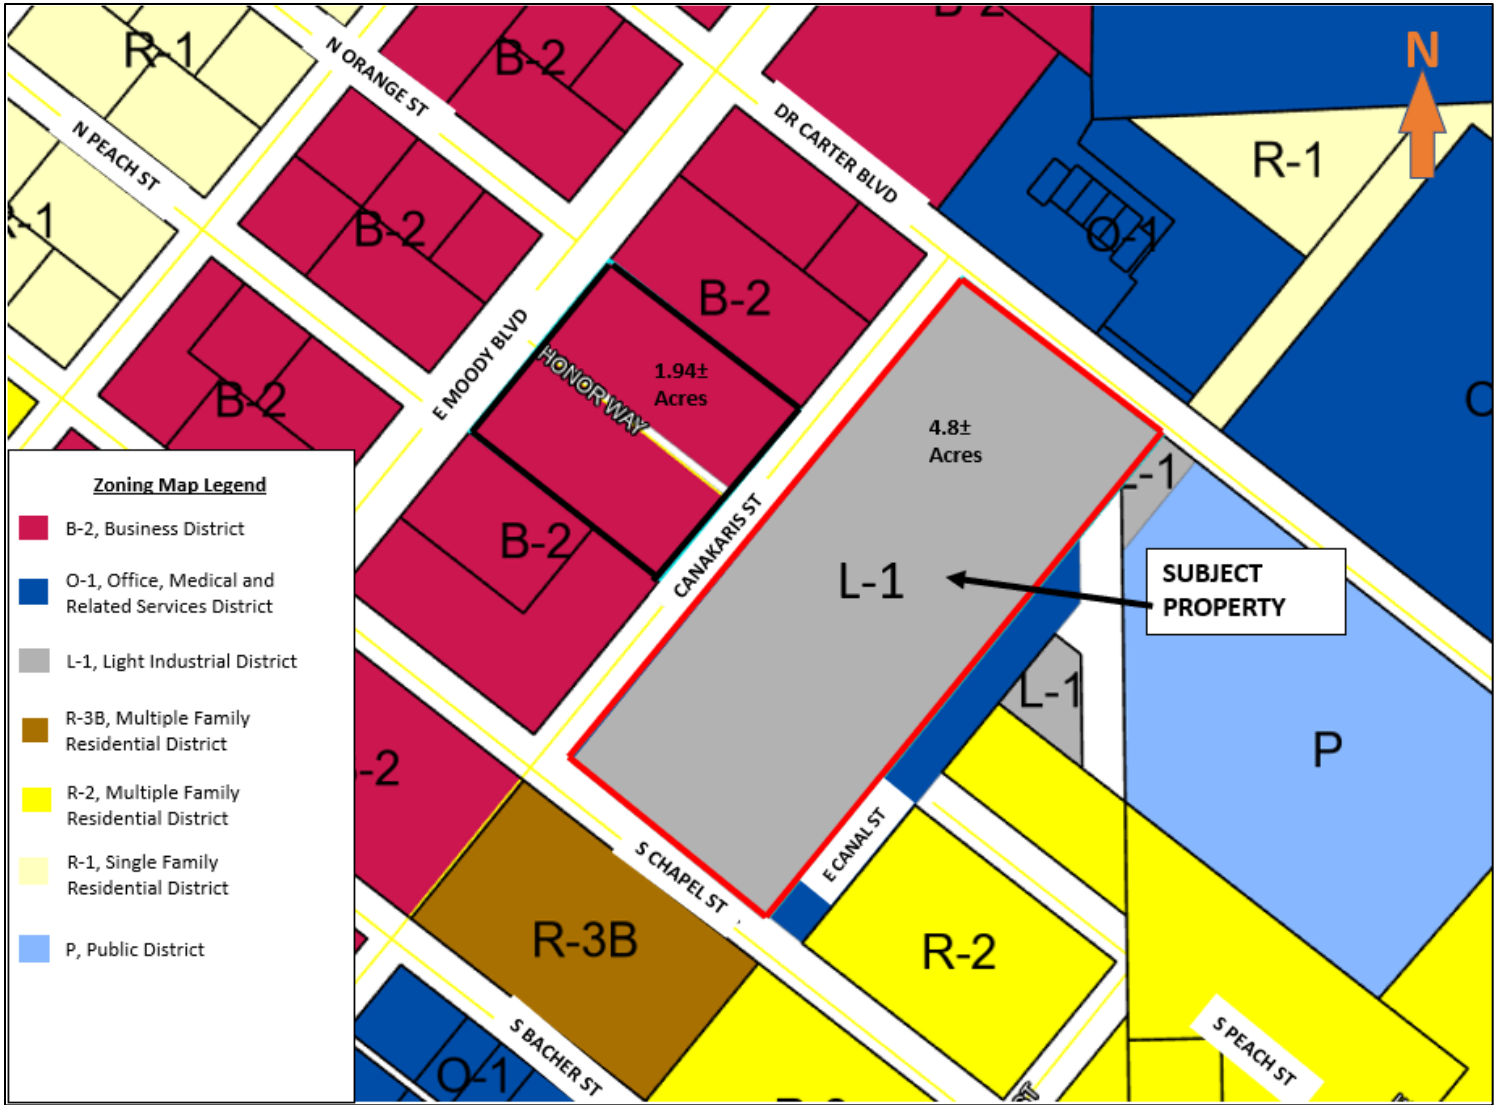 B-2
R-1
N ORANGE ST
B-2
N
N PEACH ST
DR CARTER BLVD
R-1
R-1
B-2
O-1
B-2
E MOODY BLVD
HONOR WAY
1.94±
Acres
B-2
4.8±
Acres
L-1
Zoning Map Legend
B-2, Business District
O-1, Office, Medical and
Related Services District
L-1, Light Industrial District
R-3B, Multiple Family
Residential District
R-2, Multiple Family
Residential District
R-1, Single Family
Residential District
P, Public District
B-2
CANAKARIS ST
L-1
SUBJECT
PROPERTY
L-1
P
-2
E CANAL ST
S CHAPEL ST
R-3B
R-2
S BACHER ST
O-1
S PEACH ST